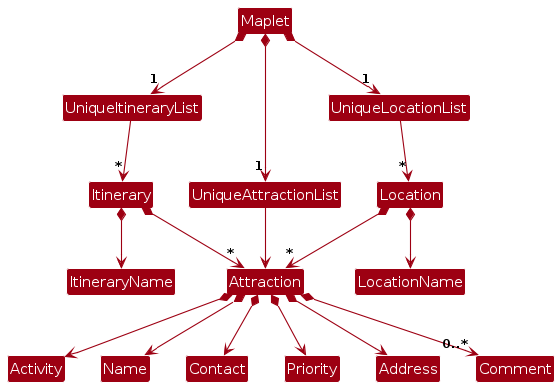 Maplet
1
1
UniqueItineraryList
UniqueLocationList
*
1
*
Itinerary
UniqueAttractionList
Location
*
*
ItineraryName
Attraction
LocationName
0..*
Activity
Name
Contact
Priority
Address
Comment